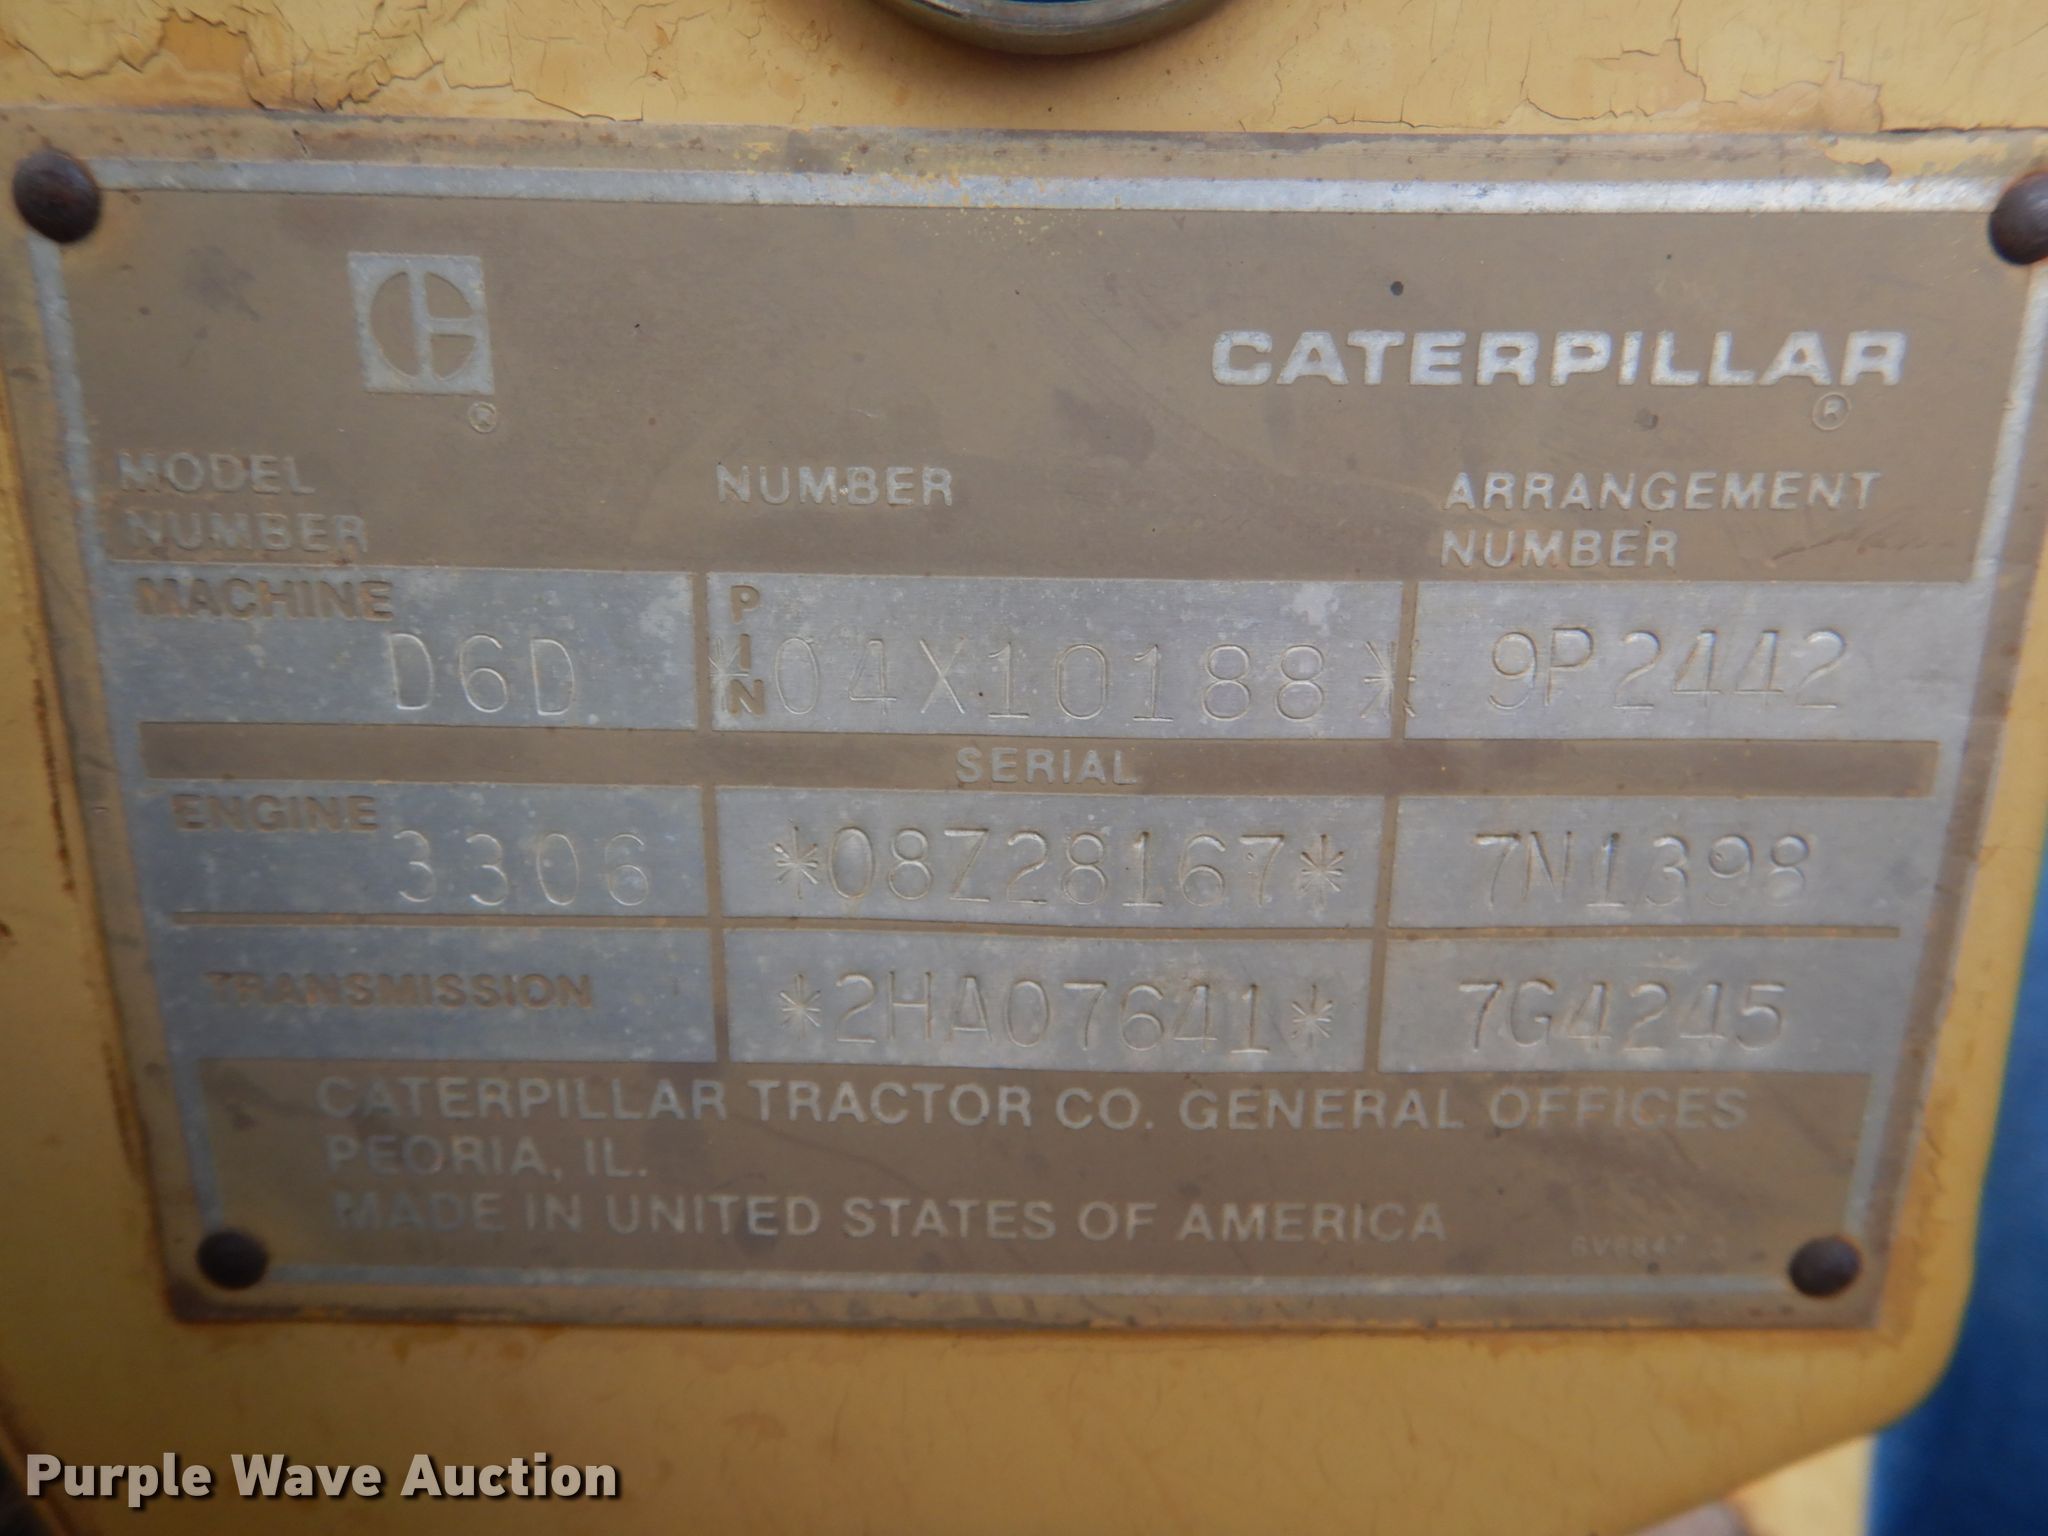 CATERPILLAR
®
®
MODEL NUMBER
NUMBER
ARRANGEMENT NUMBER
MACHINE D6D
PIN *04X10188*
9P2442
SERIAL
ENGINE 3306
*08Z28167*
7N1398
TRANSMISSION
*2HA07641*
7G4245
CATERPILLAR TRACTOR CO. GENERAL OFFICES
PEORIA, IL.
MADE IN UNITED STATES OF AMERICA
Purple Wave Auction